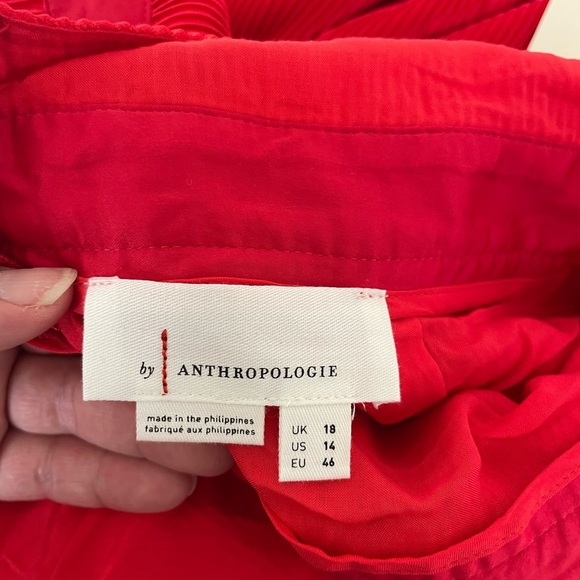 by ANTHROPOLOGIE
made in the philippines
fabriqué aux philippines
UK 18
US 14
EU 46